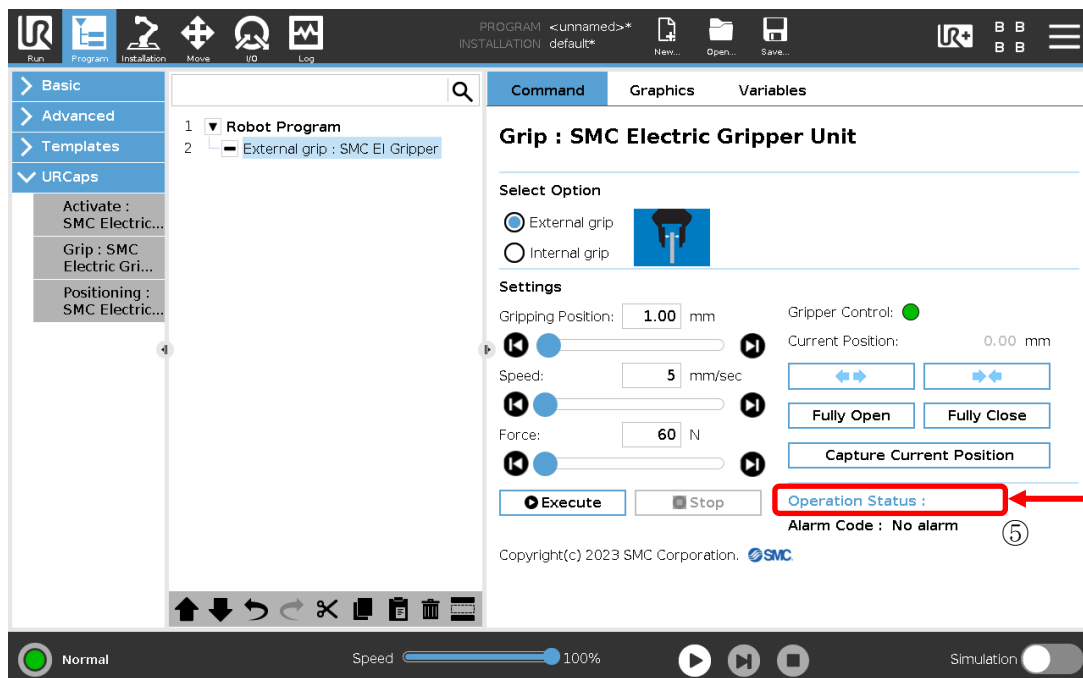 PROGRAM <unnamed>*
INSTALLATION default*
UR
Run
Program
Installation
Move
I/O
Log
New...
Open...
Save...
UR+
B B
B B
Basic
Advanced
Templates
URCaps
Activate :
SMC Electric...
Grip : SMC
Electric Gri...
Positioning :
SMC Electric...
1 Robot Program
2 External grip : SMC El Gripper
Command Graphics Variables
Grip : SMC Electric Gripper Unit
Select Option
External grip
Internal grip
Settings
Gripping Position: 1.00 mm
Speed: 5 mm/sec
Force: 60 N
Execute Stop
Gripper Control:
Current Position: 0.00 mm
Fully Open Fully Close
Capture Current Position
Operation Status :
Alarm Code : No alarm
⑤
Copyright(c) 2023 SMC Corporation. SMC.
Normal
Speed 100%
Simulation